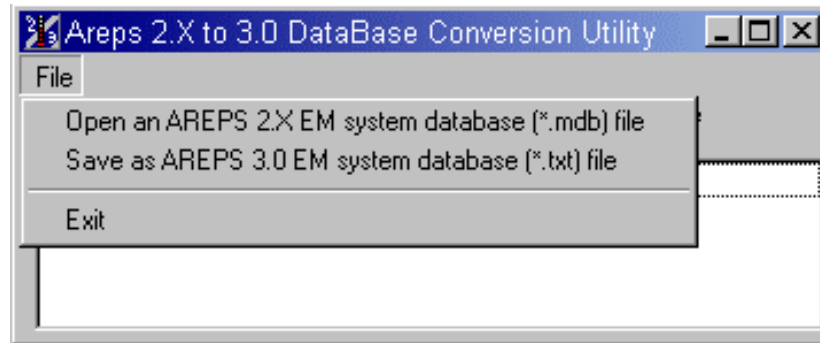 Areps 2.X to 3.0 DataBase Conversion Utility
File
Open an AREPS 2.X EM system database (*.mdb) file
Save as AREPS 3.0 EM system database (*.txt) file
Exit